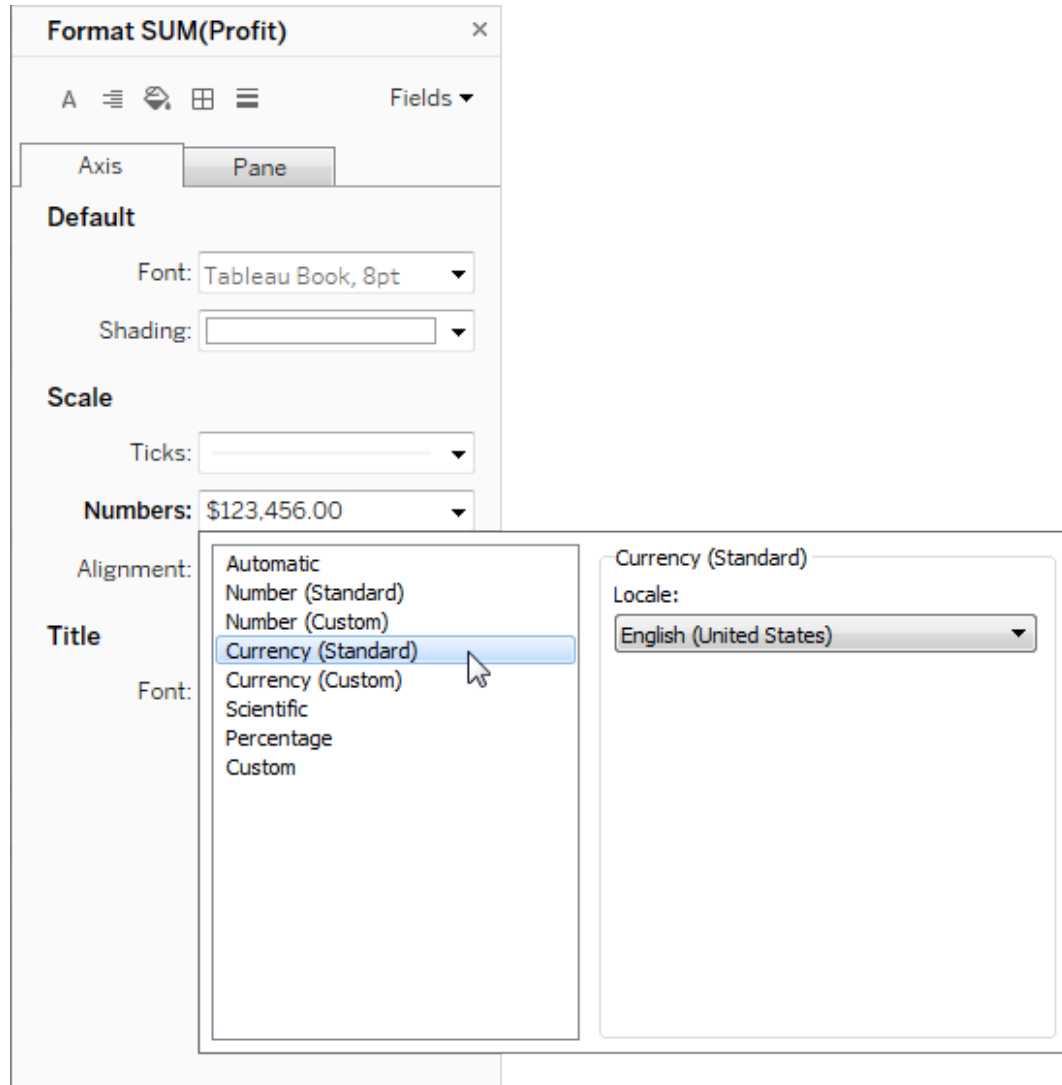 Format SUM(Profit)
A
Fields
Axis
Pane
Default
Font: Tableau Book, 8pt
Shading:
Scale
Ticks:
Numbers: $123,456.00
Alignment:
Automatic
Number (Standard)
Number (Custom)
Currency (Standard)
Currency (Custom)
Scientific
Percentage
Custom
Currency (Standard)
Locale:
English (United States)
Title
Font: